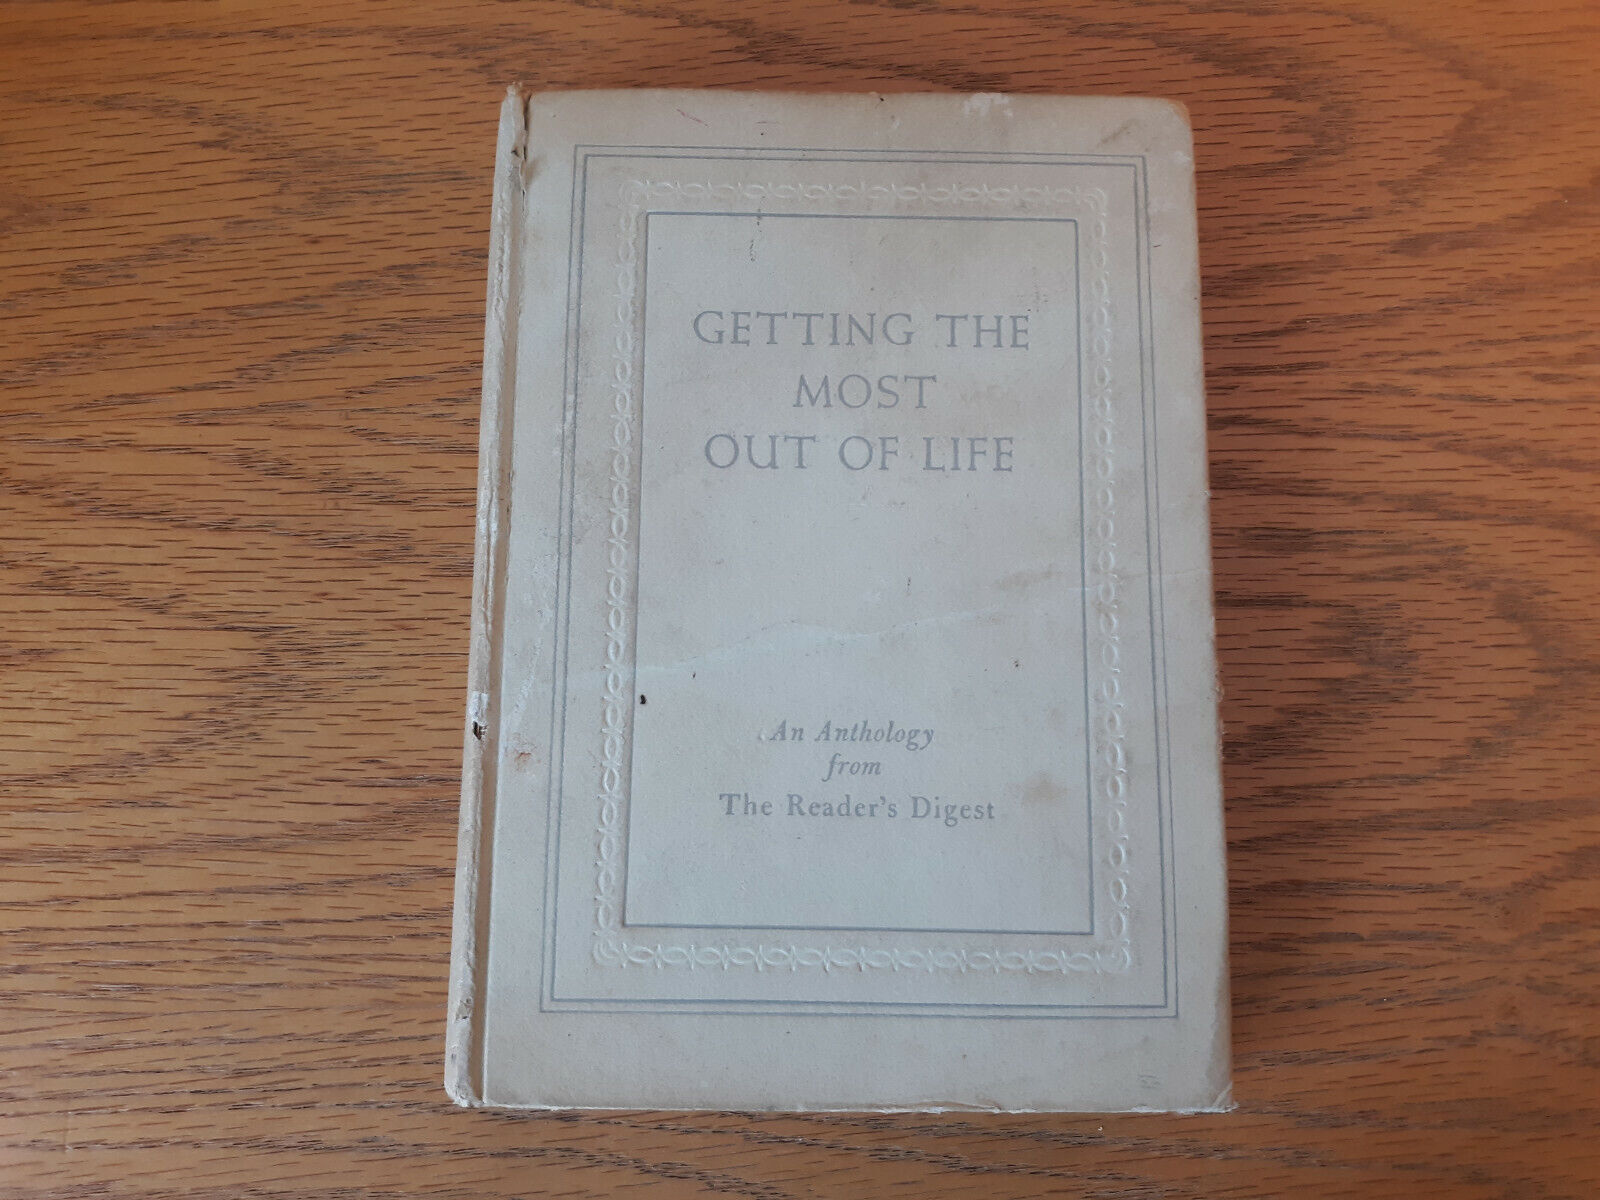 GETTING THE
MOST
OUT OF LIFE
An Anthology
from
The Reader's Digest